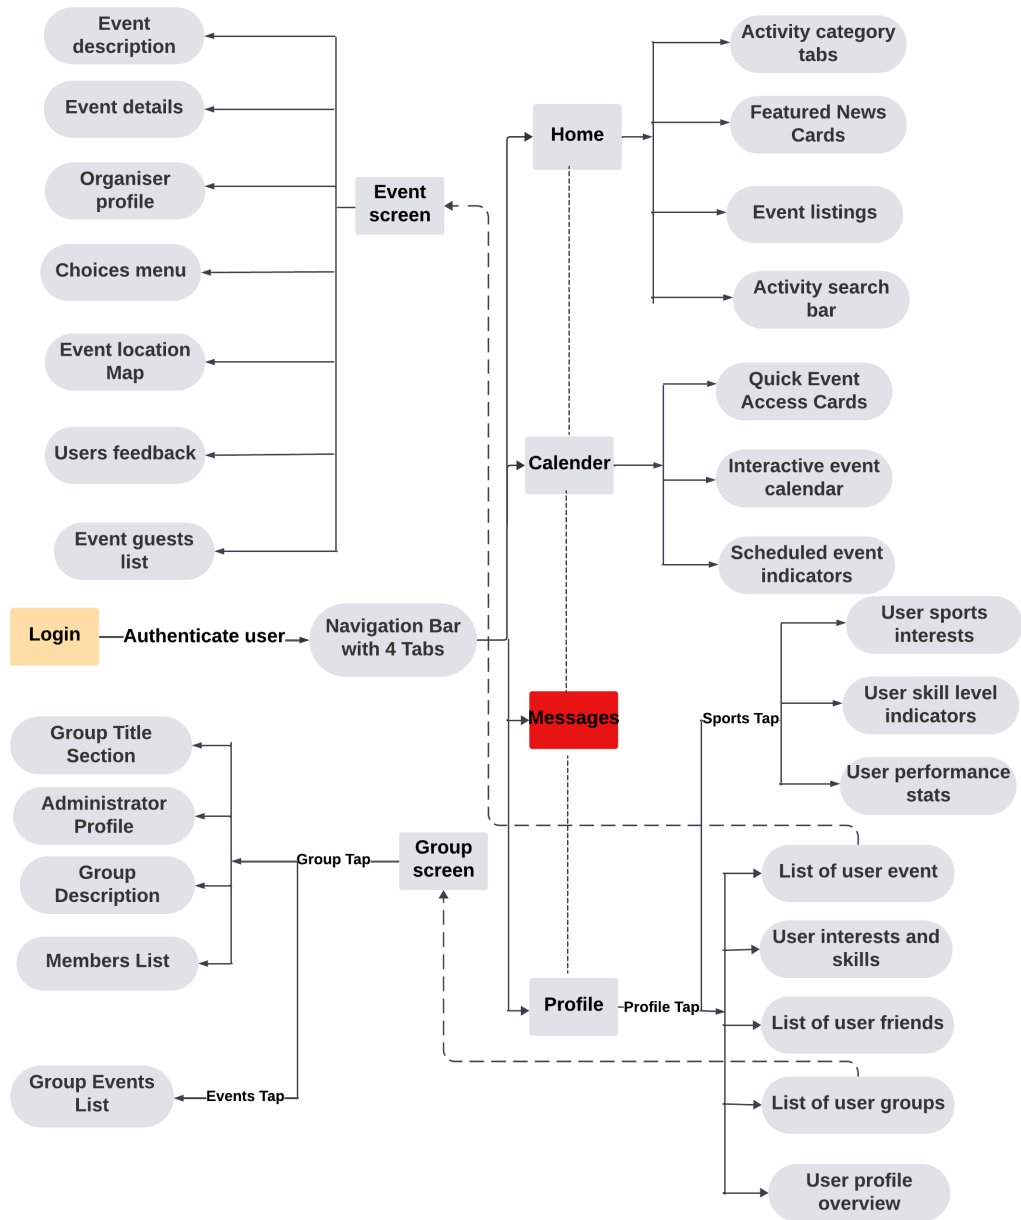 Event
description
Event details
Organiser
profile
Choices menu
Event location
Map
Users feedback
Event guests
list
Event
screen
Home
Activity category
tabs
Featured News
Cards
Event listings
Activity search
bar
Calender
Quick Event
Access Cards
Interactive event
calendar
Scheduled event
indicators
Login
Authenticate user
Navigation Bar
with 4 Tabs
Messages
Sports Tap
User sports
interests
User skill level
indicators
User performance
stats
Group Title
Section
Administrator
Profile
Group
Description
Members List
Group Tap
Group
screen
Group Events
List
Events Tap
Profile
Profile Tap
List of user event
User interests and
skills
List of user friends
List of user groups
User profile
overview